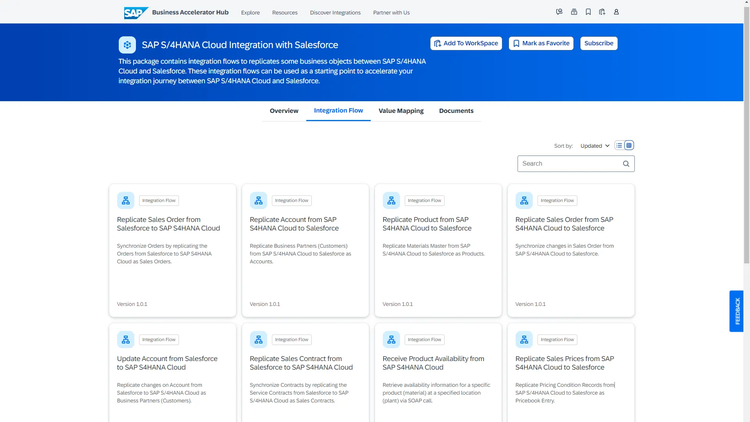 SAP Business Accelerator Hub Explore Resources Discover Integrations Partner with Us
SAP S/4HANA Cloud Integration with Salesforce
Add To WorkSpace Mark as Favorite Subscribe
This package contains integration flows to replicates some business objects between SAP S/4HANA
Cloud and Salesforce. These integration flows can be used as a starting point to accelerate your
integration journey between SAP S/4HANA Cloud and Salesforce.
Overview Integration Flow Value Mapping Documents
Sort by: Updated
Search
Integration Flow
Replicate Sales Order from
Salesforce to SAP S4HANA Cloud
Synchronize Orders by replicating the
Orders from Salesforce to SAP S4HANA
Cloud as Sales Orders.
Version 1.0.1
Integration Flow
Replicate Account from SAP
S4HANA Cloud to Salesforce
Replicate Business Partners (Customers)
from SAP S/4HANA Cloud to Salesforce as
Accounts.
Version 1.0.1
Integration Flow
Replicate Product from SAP
S4HANA Cloud to Salesforce
Replicate Materials Master from SAP
S/4HANA Cloud to Salesforce as Products.
Version 1.0.1
Integration Flow
Replicate Sales Order from SAP
S4HANA Cloud to Salesforce
Synchronize changes in Sales Order from
SAP S/4HANA Cloud to Salesforce.
Version 1.0.1
FEEDBACK
Integration Flow
Update Account from Salesforce
to SAP S4HANA Cloud
Replicate changes on Account from
Salesforce to SAP S/4HANA Cloud as
Business Partners (Customers).
Integration Flow
Replicate Sales Contract from
Salesforce to SAP S4HANA Cloud
Synchronize Contracts by replicating the
Service Contracts from Salesforce to SAP
S/4HANA Cloud as Sales Contracts.
Integration Flow
Receive Product Availability from
SAP S4HANA Cloud
Retrieve availability information for a specific
product (material) at a specified location
(plant) via SOAP call.
Integration Flow
Replicate Sales Prices from SAP
S4HANA Cloud to Salesforce
Replicate Pricing Condition Records from
SAP S/4HANA Cloud to Salesforce as
Pricebook Entry.